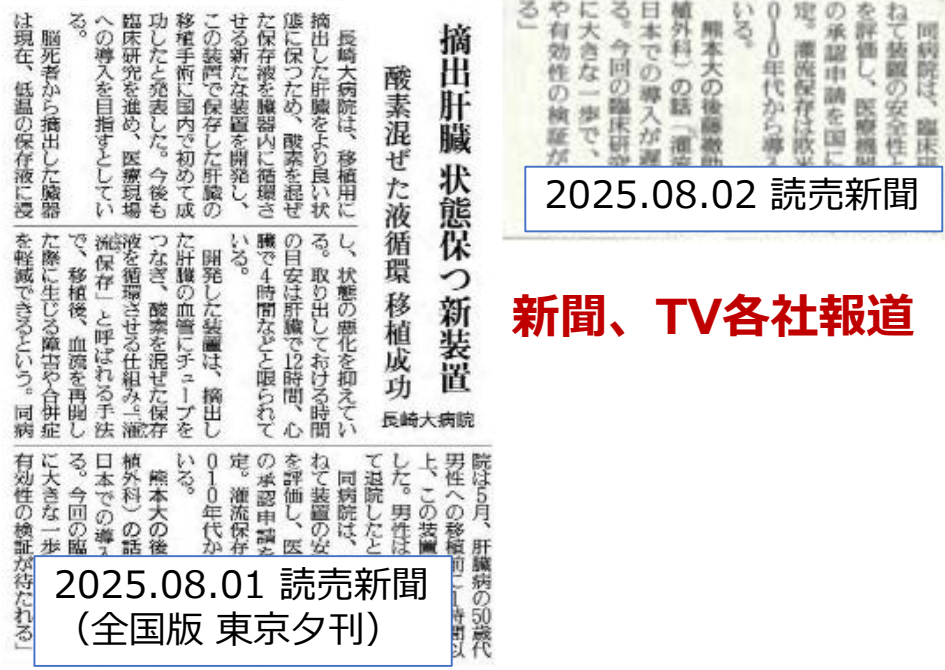 摘出肝臓 状態保つ新装置
酸素混ぜた液循環 移植成功
長崎大病院
長崎大病院は、移植用に
摘出した肝臓をより良い状
態に保つため、酸素を混ぜ
た保存液を臓器内に循環さ
せる新たな装置を開発し、
この装置で保存した肝臓の
移植手術に国内で初めて成
功したと発表した。今後も
臨床研究を進め、医療現場
への導入を目指すとしてい
る。
脳死者から摘出した臓器
は現在、低温の保存液に浸
し、状態の悪化を抑えてい
る。取り出しておける時間
の目安は肝臓で12時間、心
臓で4時間などと限られて
いる。
開発した装置は、摘出し
た肝臓の血管にチューブを
つなぎ、酸素を混ぜた保存
液を循環させる仕組み。「灌
流保存」と呼ばれる手法
で、移植後、血流を再開し
た際に生じる障害や合併症
を軽減できるという。同病
院は5月、肝臓病の50歳代
男性への移植前に1時間以
上、この装置
した。男性は
て退院したと
同病院は、
ねて装置の安
を評価し、医
の承認申請を
定。灌流保存
010年代か
いる。
熊本大の後
植外科）の話
日本での導入
る。今回の臨
に大きな一歩
有効性の検証が待たれる」
2025.08.01 読売新聞
（全国版 東京夕刊）
同病院は、臨床研
ねて装置の安全性と
を評価し、医療機器
の承認申請を国に
定。灌流保存は欧米
010年代から導入
いる。
熊本大の後藤徹助
植外科）の話「灌流
日本での導入が遅
る。今回の臨床研究
に大きな一歩で、
や有効性の検証が
る」
2025.08.02 読売新聞
新聞、TV各社報道